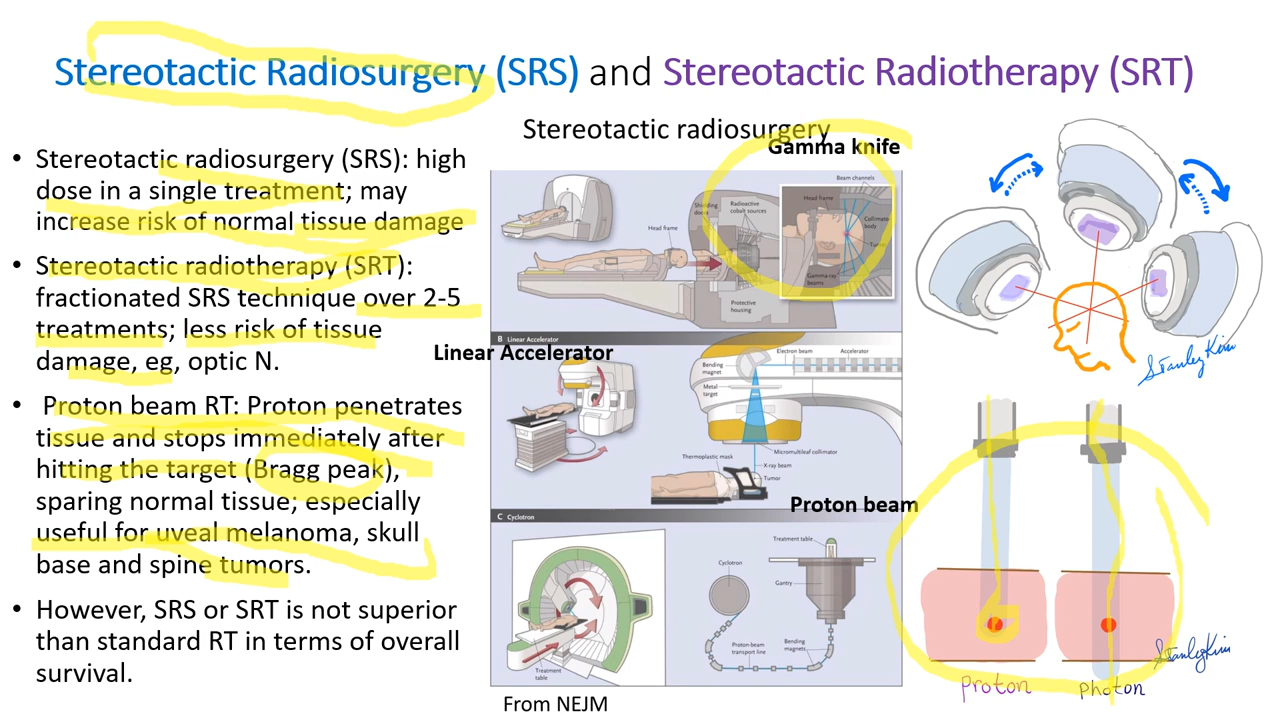 Stereotactic Radiosurgery (SRS) and Stereotactic Radiotherapy (SRT)
• Stereotactic radiosurgery (SRS): high
dose in a single treatment; may
increase risk of normal tissue damage
• Stereotactic radiotherapy (SRT):
fractionated SRS technique over 2-5
treatments; less risk of tissue
damage, eg, optic N.
• Proton beam RT: Proton penetrates
tissue and stops immediately after
hitting the target (Bragg peak),
sparing normal tissue; especially
useful for uveal melanoma, skull
base and spine tumors.
• However, SRS or SRT is not superior
than standard RT in terms of overall
survival.
Stereotactic radiosurgery
Gamma knife
Beam channels
Shielding
doors
Radioactive
cobalt sources
Head frame
Collimator
body
Head frame
Tumor
Gamma-ray
beams
Protective
housing
B Linear Accelerator
Linear Accelerator
Electron beam
Accelerator
Bending
magnet
Metal
target
Micromultileaf collimator
Thermoplastic mask
X-ray beam
Tumor
Proton beam
C Cyclotron
Treatment table
Cyclotron
Gantry
Proton-beam
transport line
Bending
magnets
Treatment
table
From NEJM
Stanley Kim
Stanley Kim
Proton
Photon